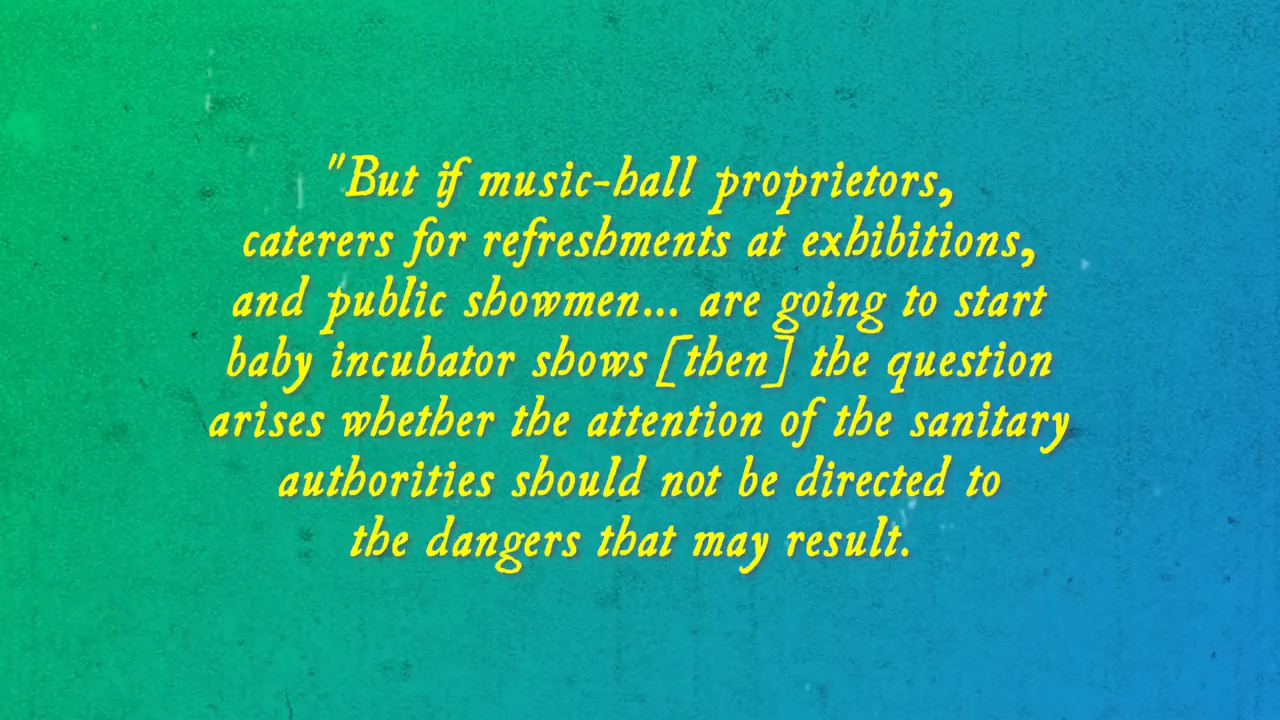 "But if music-hall proprietors,
caterers for refreshments at exhibitions,
and public showmen... are going to start
baby incubator shows [then] the question
arises whether the attention of the sanitary
authorities should not be directed to
the dangers that may result.